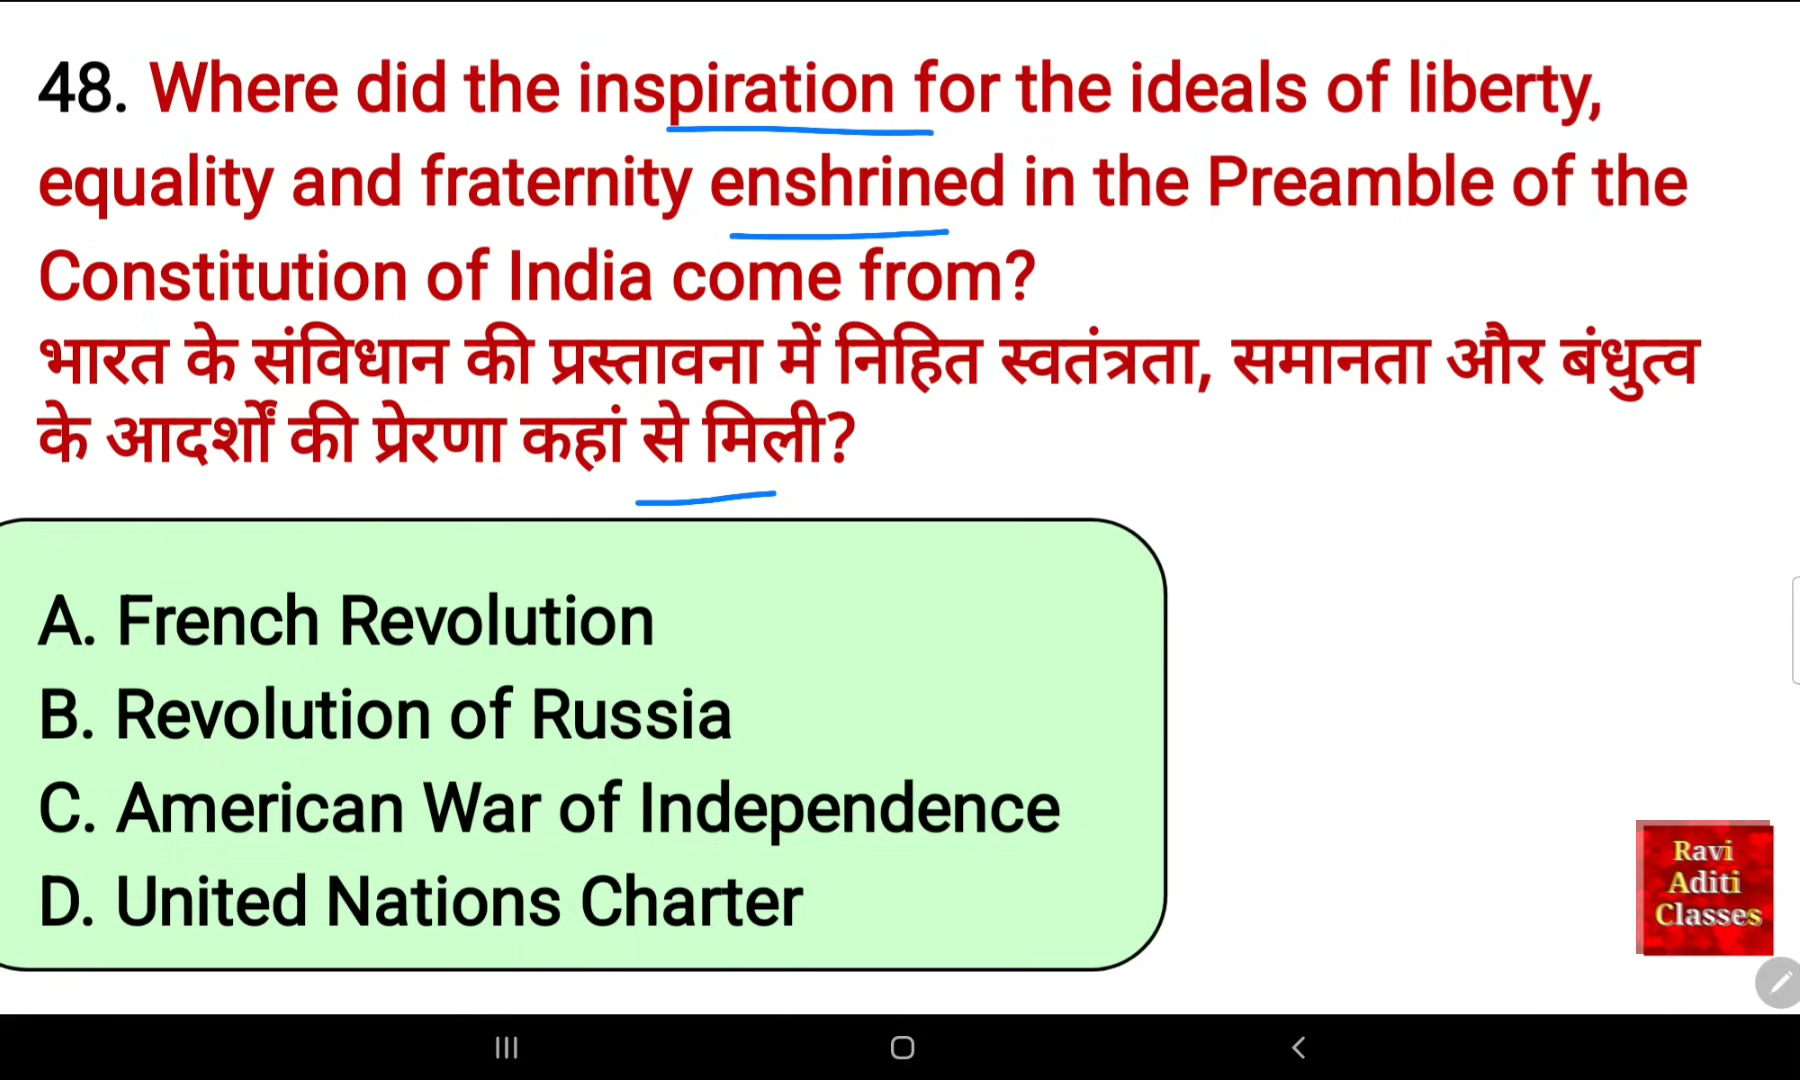 48. Where did the inspiration for the ideals of liberty,
equality and fraternity enshrined in the Preamble of the
Constitution of India come from?
भारत के संविधान की प्रस्तावना में निहित स्वतंत्रता, समानता और बंधुत्व
के आदर्शों की प्रेरणा कहां से मिली?
A. French Revolution
B. Revolution of Russia
C. American War of Independence
D. United Nations Charter
Ravi
Aditi
Classes